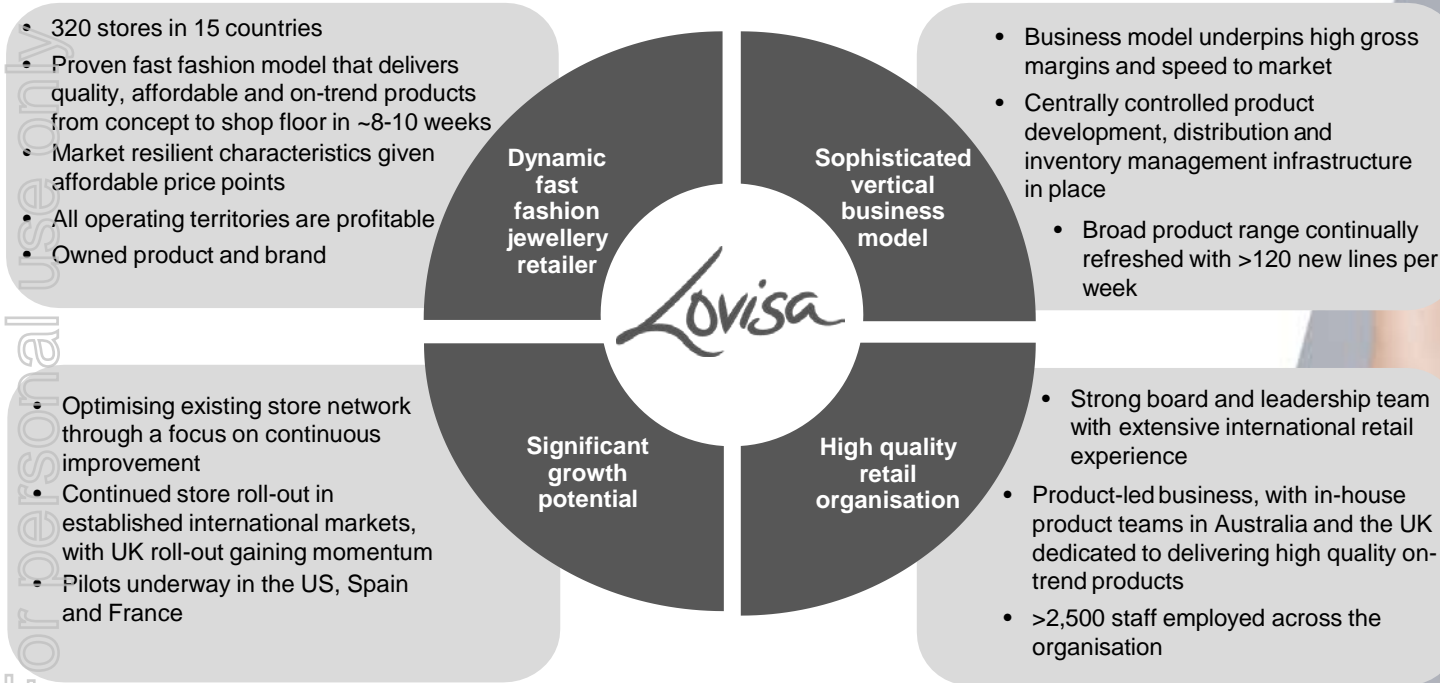 • 320 stores in 15 countries
• Proven fast fashion model that delivers
quality, affordable and on-trend products
from concept to shop floor in ~8-10 weeks
• Market resilient characteristics given
affordable price points
• All operating territories are profitable
• Owned product and brand
Dynamic
fast
fashion
jewellery
retailer
Sophisticated
vertical
business
model
• Business model underpins high gross
margins and speed to market
• Centrally controlled product
development, distribution and
inventory management infrastructure
in place
• Broad product range continually
refreshed with >120 new lines per
week
Lovisa
• Optimising existing store network
through a focus on continuous
improvement
• Continued store roll-out in
established international markets,
with UK roll-out gaining momentum
• Pilots underway in the US, Spain
and France
Significant
growth
potential
High quality
retail
organisation
• Strong board and leadership team
with extensive international retail
experience
• Product-led business, with in-house
product teams in Australia and the UK
dedicated to delivering high quality on-
trend products
• >2,500 staff employed across the
organisation
For personal use only